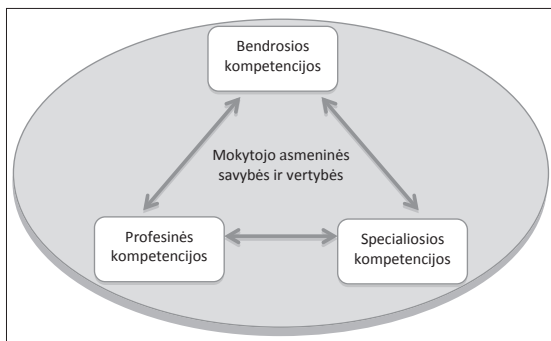 Bendrosios
kompetencijos
Mokytojo asmeninės
savybės ir vertybės
Profesinės
kompetencijos
Specialiosios
kompetencijos